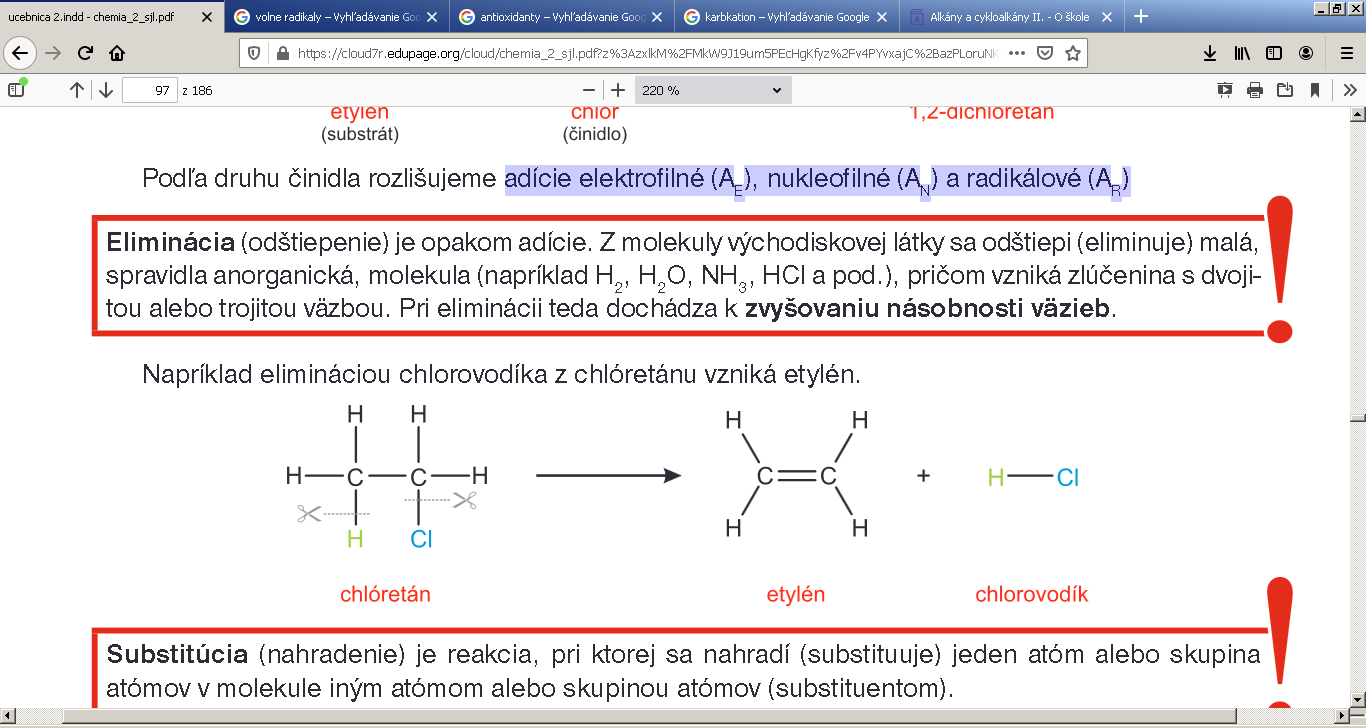 ucebnica 2.indd - chemia_2_sjl.pdf
volne radikaly – Vyhľadávanie Goo
antioxidanty – Vyhľadávanie Goog
karbkation – Vyhľadávanie Google
Alkány a cykloalkány II. - O škole
https://cloud7r.edupage.org/cloud/chemia_2_sjl.pdf?z%3AzxlkM%2FMkW9J19um5PEcHgKfyz%2Fv4PYvxajC%2BazPLoruNK
97 z 186
220 %
etylén chlór 1,2-dichlóretán
(substrát) (činidlo)
Podľa druhu činidla rozlišujeme adície elektrofilné (AE), nukleofilné (AN) a radikálové (AR)
Eliminácia (odštiepenie) je opakom adície. Z molekuly východiskovej látky sa odštiepi (eliminuje) malá,
spravidla anorganická, molekula (napríklad H2, H2O, NH3, HCl a pod.), pričom vzniká zlúčenina s dvoji-
tou alebo trojitou väzbou. Pri eliminácii teda dochádza k zvyšovaniu násobnosti väzieb.
Napríklad elimináciou chlorovodíka z chlóretánu vzniká etylén.
H H H H
H C C H C C + H Cl
H Cl H H
chlóretán etylén chlorovodík
Substitúcia (nahradenie) je reakcia, pri ktorej sa nahradí (substituuje) jeden atóm alebo skupina
atómov v molekule iným atómom alebo skupinou atómov (substituentom).